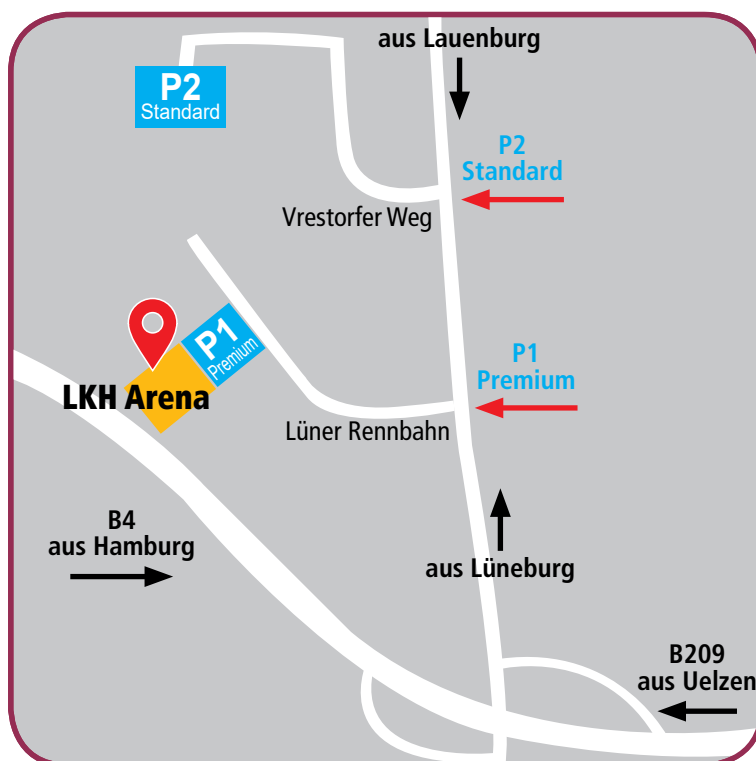 aus Lauenburg
P2
Standard
P2
Standard
Vrestorfer Weg
P1
Premium
P1
Premium
LKH Arena
Lüner Rennbahn
B4
aus Hamburg
aus Lüneburg
B209
aus Uelzen